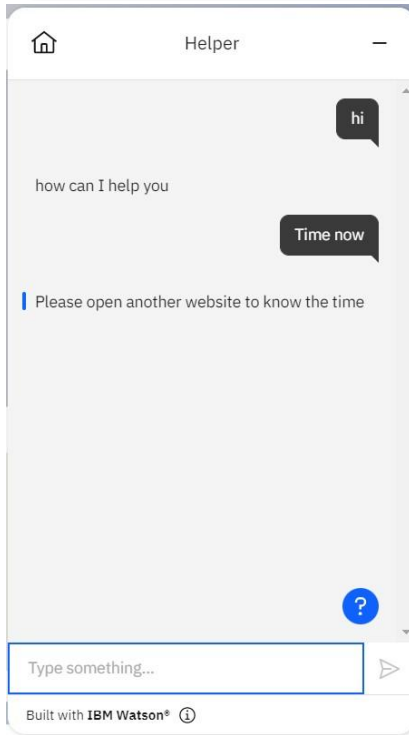 Helper
hi
how can I help you
Time now
Please open another website to know the time
?
Type something...
Built with IBM Watson®